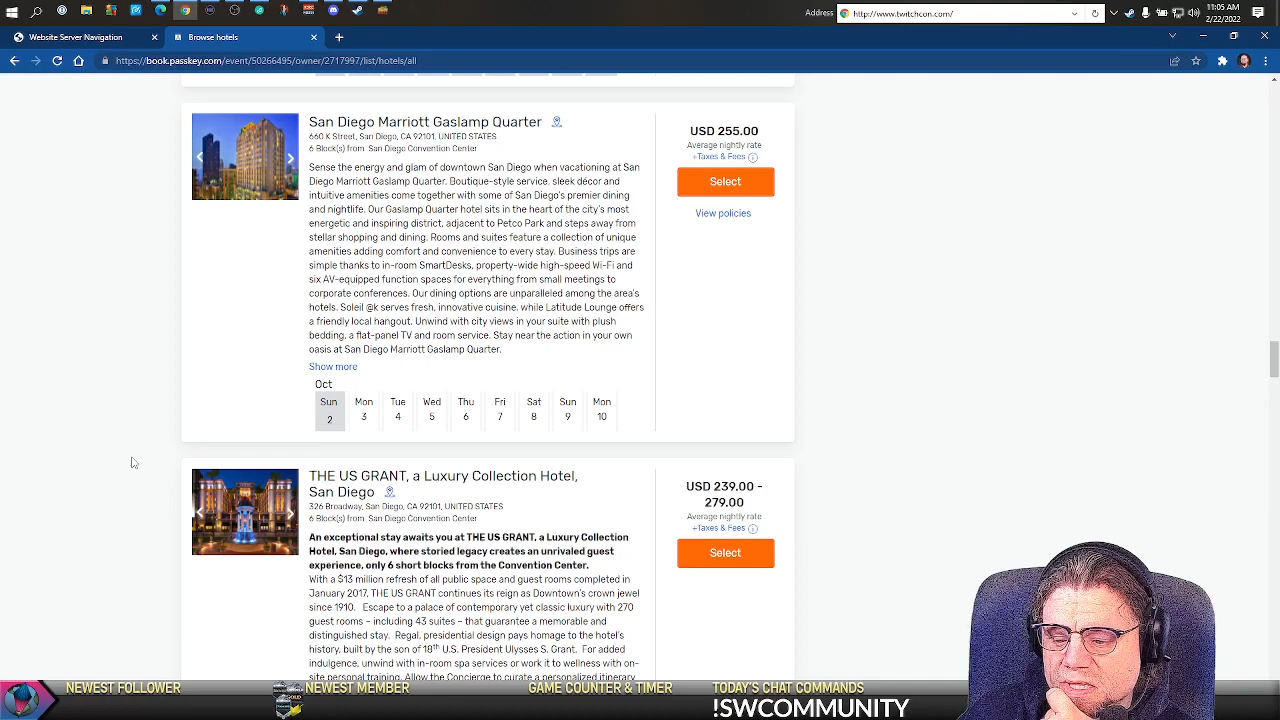 Address
http://www.twitchcon.com/
11:05 AM
2/22/2022
Website Server Navigation
Browse Hotels
https://book.passkey.com/event/50266495/owner/2717997/list/hotels/all
San Diego Marriott Gaslamp Quarter
660 K Street, San Diego, CA 92101, UNITED STATES
6 Block(s) from San Diego Convention Center
Sense the energy and glam of downtown San Diego when vacationing at San
Diego Marriott Gaslamp Quarter. Boutique-style service, sleek décor and
intuitive amenities come together with some of San Diego's premier dining
and nightlife. Our Gaslamp Quarter hotel sits in the heart of the city's most
energetic and inspiring district, adjacent to Petco Park and steps away from
stellar shopping and dining. Rooms and suites feature a collection of unique
amenities adding comfort and convenience to every stay. Business trips are
simple thanks to in-room SmartDesks, property-wide high-speed Wi-Fi and
six AV-equipped function spaces for everything from small meetings to
corporate conferences. Our dining options are unparalleled among the area's
hotels. Soleil @k serves fresh, innovative cuisine, while Latitude Lounge offers
a friendly local hangout. Unwind with city views in your suite with plush
bedding, a flat-panel TV and room service. Stay near the action in your own
oasis at San Diego Marriott Gaslamp Quarter.
Show more
Oct
Sun Mon Tue Wed Thu Fri Sat Sun Mon
2 3 4 5 6 7 8 9 10
USD 255.00
Average nightly rate
+Taxes & Fees
Select
View policies
THE US GRANT, a Luxury Collection Hotel,
San Diego
326 Broadway, San Diego, CA 92101, UNITED STATES
6 Block(s) from San Diego Convention Center
An exceptional stay awaits you at THE US GRANT, a Luxury Collection
Hotel, San Diego, where storied legacy creates an unrivaled guest
experience, only 6 short blocks from the Convention Center.
With a $13 million refresh of all public space and guest rooms completed in
January 2017, THE US GRANT continues its reign as Downtown's crown jewel
since 1910. Escape to a palace of contemporary yet classic luxury with 270
guest rooms – including 43 suites – that guarantee a memorable and
distinguished stay. Regal, presidential design pays homage to the hotel's
history, built by the son of 18th U.S. President Ulysses S. Grant. For added
indulgence, unwind with in-room spa services or work it to wellness with on-
site personal training. Allow the Concierge to curate a personalized itinerary
USD 239.00 -
279.00
Average nightly rate
+Taxes & Fees
Select
NEWEST FOLLOWER
NEWEST MEMBER
GAME COUNTER & TIMER
TODAY'S CHAT COMMANDS
!SWCOMMUNITY